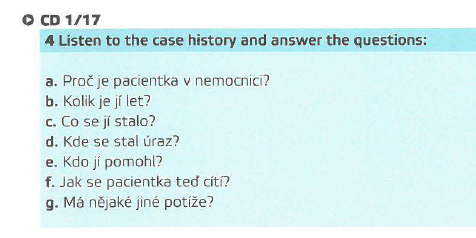 CD 1/17
4 Listen to the case history and answer the questions:
a. Proč je pacientka v nemocnici?
b. Kolik je jí let?
c. Co se jí stalo?
d. Kde se stal úraz?
e. Kdo jí pomohl?
f. Jak se pacientka teď cítí?
g. Má nějaké jiné potíže?